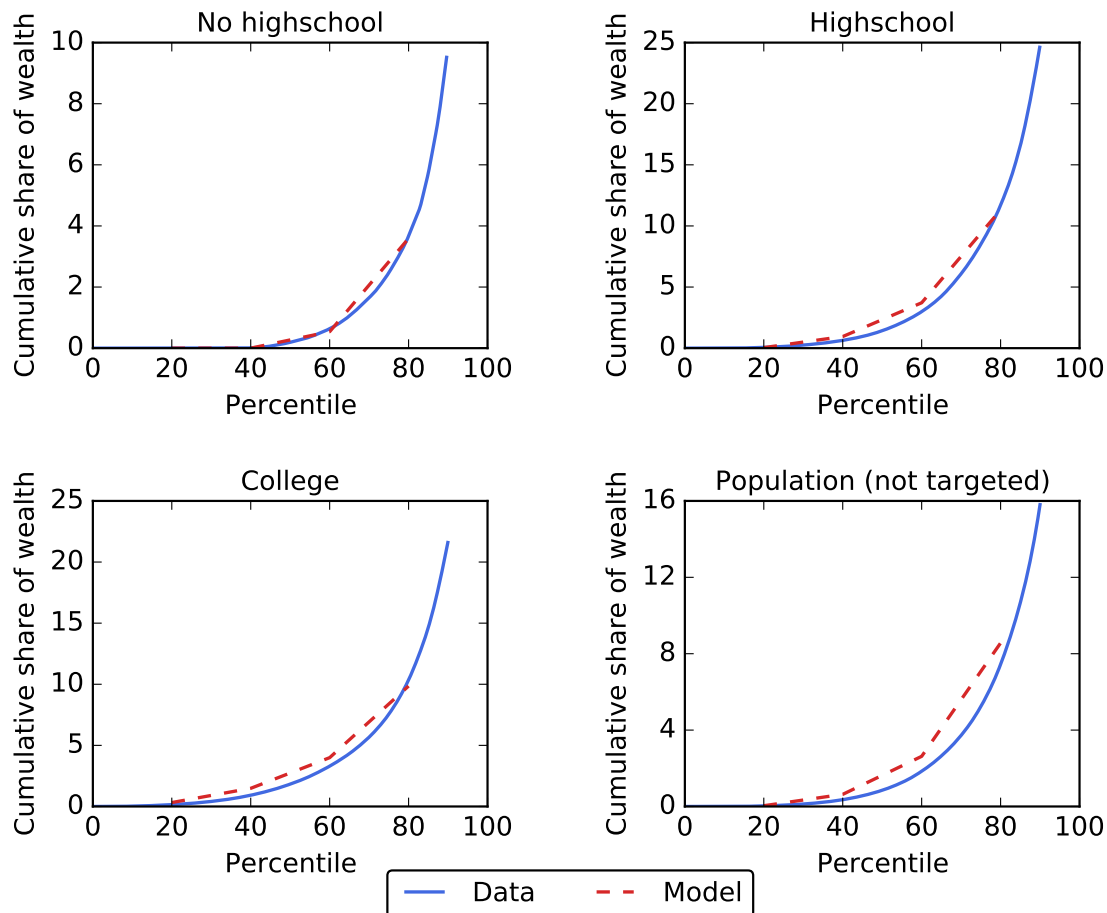 No highschool
Cumulative share of wealth
10
8
6
4
2
0
0 20 40 60 80 100
Percentile
Highschool
Cumulative share of wealth
25
20
15
10
5
0
0 20 40 60 80 100
Percentile
College
Cumulative share of wealth
25
20
15
10
5
0
0 20 40 60 80 100
Percentile
Population (not targeted)
Cumulative share of wealth
16
12
8
4
0
0 20 40 60 80 100
Percentile
Data Model